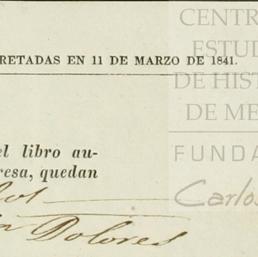 CENTR
ESTUD
DE HIST
DE ME
RETADAS EN 11 DE MARZO DE 1841.
el libro au-
resa, quedan
FUNDA
Carlos
Dolores